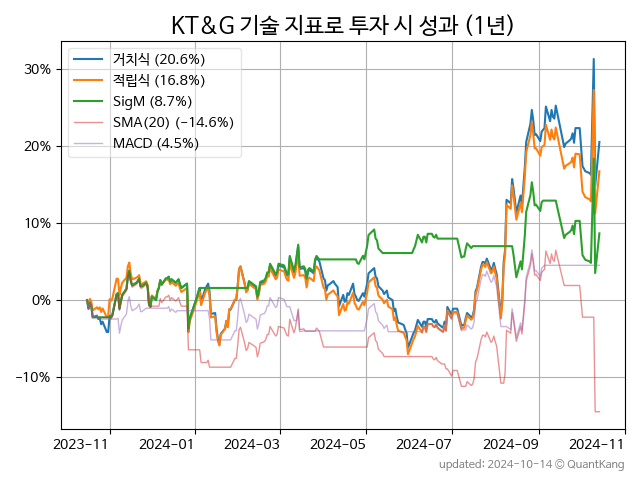 KT&G 기술 지표로 투자 시 성과 (1년)
거치식 (20.6%)
적립식 (16.8%)
SigM (8.7%)
SMA(20) (−14.6%)
MACD (4.5%)
30%
20%
10%
0%
−10%
2023-11 2024-01 2024-03 2024-05 2024-07 2024-09 2024-11
updated: 2024-10-14 © QuantKang